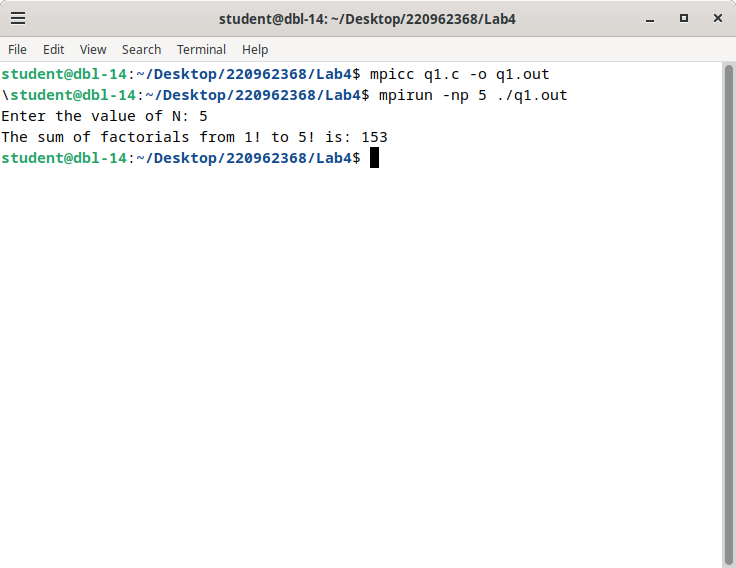 student@dbl-14: ~/Desktop/220962368/Lab4
File Edit View Search Terminal Help
student@dbl-14:~/Desktop/220962368/Lab4$ mpicc q1.c -o q1.out
\student@dbl-14:~/Desktop/220962368/Lab4$ mpirun -np 5 ./q1.out
Enter the value of N: 5
The sum of factorials from 1! to 5! is: 153
student@dbl-14:~/Desktop/220962368/Lab4$